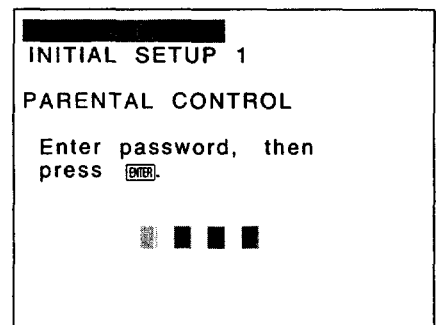 INITIAL SETUP 1
PARENTAL CONTROL
Enter password, then
press ENTER.